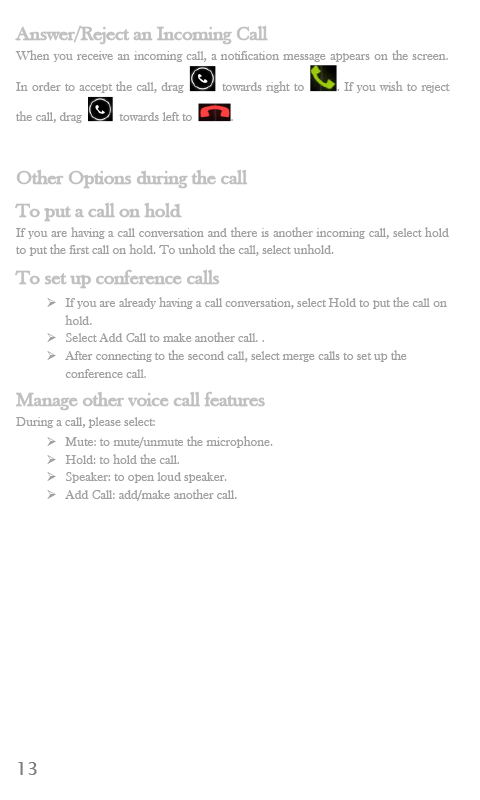 Answer/Reject an Incoming Call
When you receive an incoming call, a notification message appears on the screen.
In order to accept the call, drag towards right to . If you wish to reject
the call, drag towards left to .
Other Options during the call
To put a call on hold
If you are having a call conversation and there is another incoming call, select hold
to put the first call on hold. To unhold the call, select unhold.
To set up conference calls
➢ If you are already having a call conversation, select Hold to put the call on
hold.
➢ Select Add Call to make another call. .
➢ After connecting to the second call, select merge calls to set up the
conference call.
Manage other voice call features
During a call, please select:
➢ Mute: to mute/unmute the microphone.
➢ Hold: to hold the call.
➢ Speaker: to open loud speaker.
➢ Add Call: add/make another call.
13